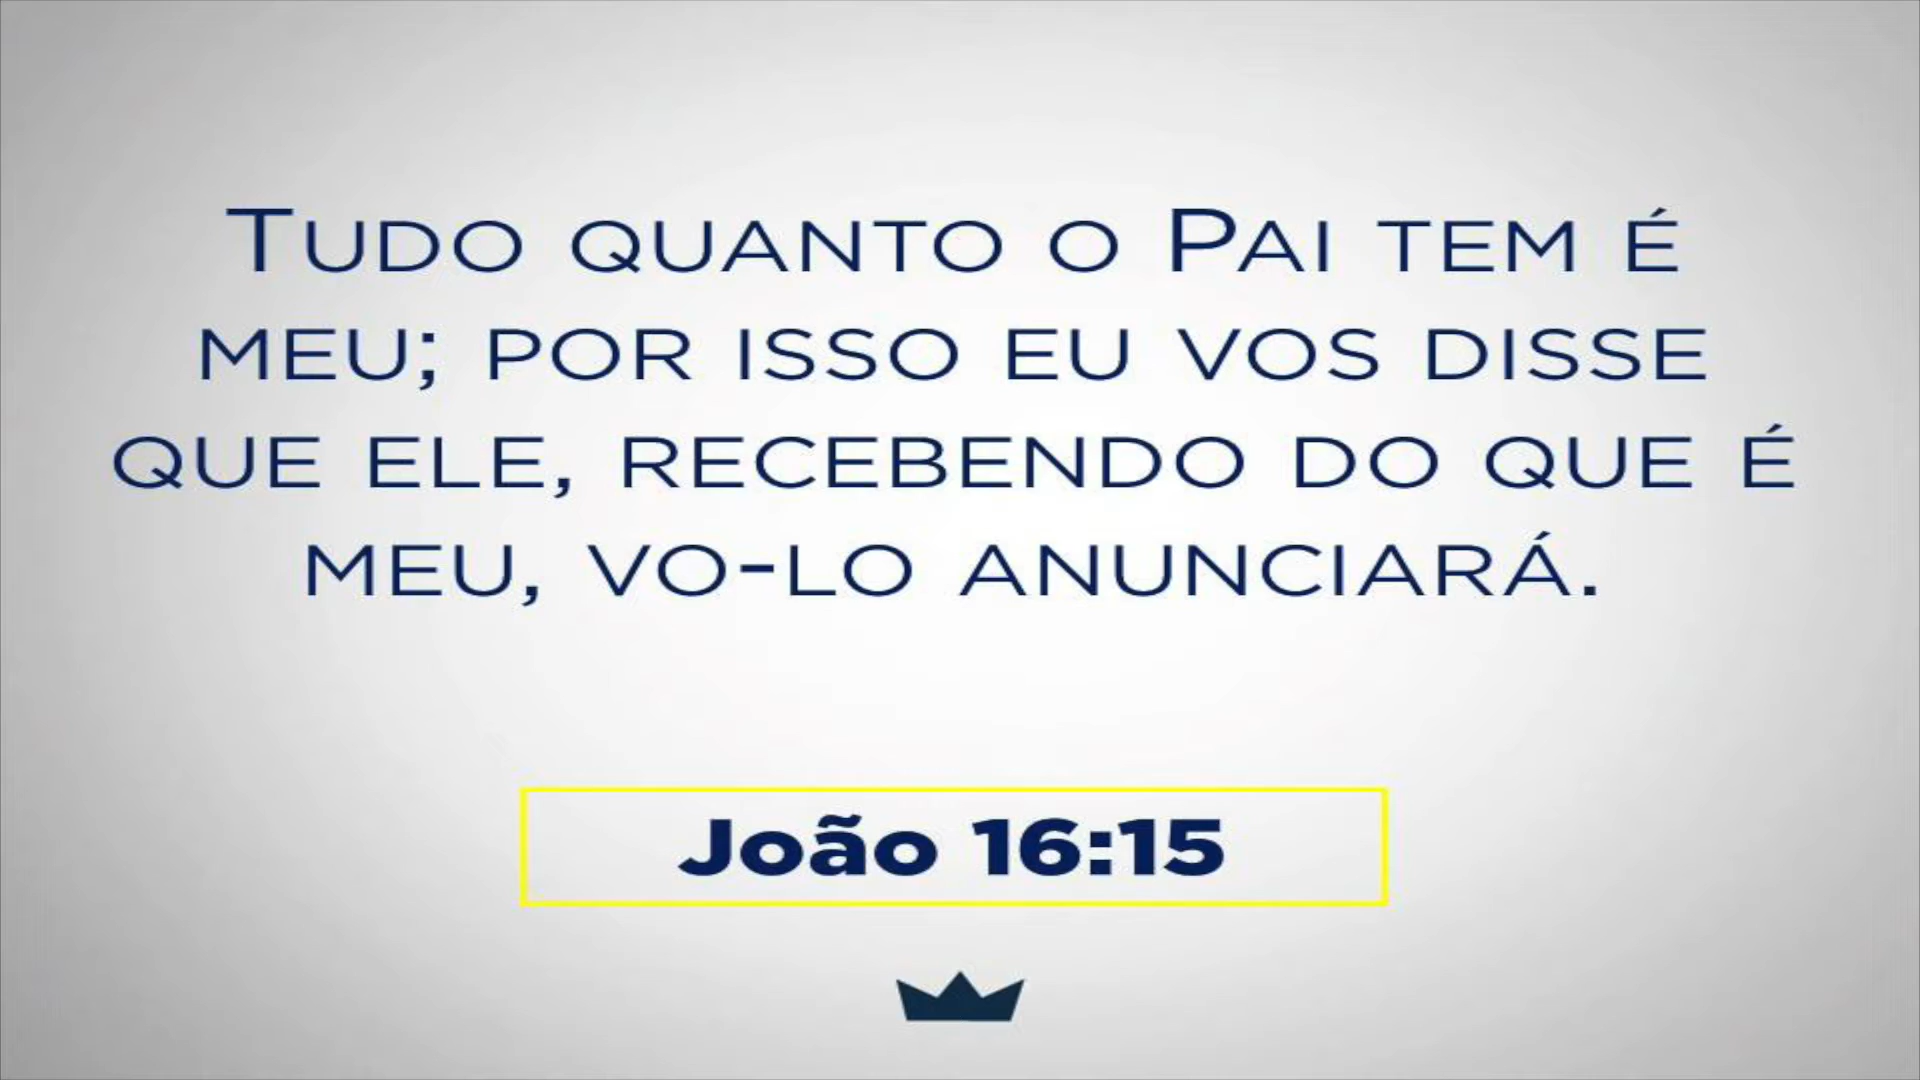 Tudo quanto o Pai tem é
meu; por isso eu vos disse
que ele, recebendo do que é
meu, vo-lo anunciará.
João 16:15